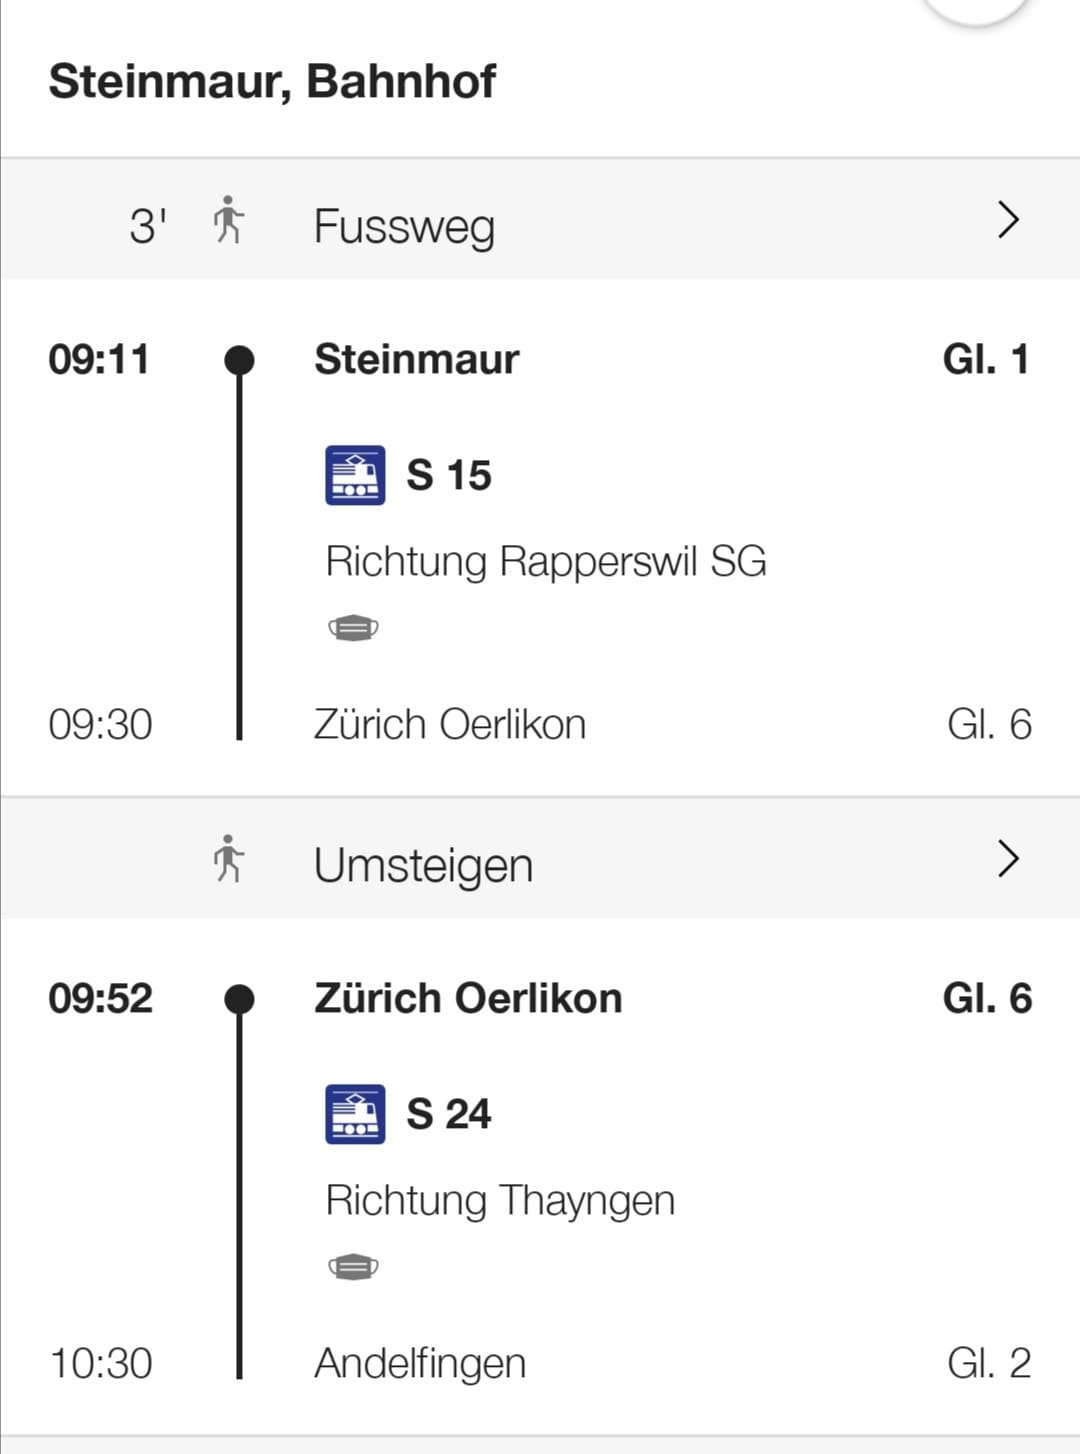 Steinmaur, Bahnhof
3' Fussweg
09:11 Steinmaur Gl. 1
S 15
Richtung Rapperswil SG
09:30 Zürich Oerlikon Gl. 6
Umsteigen
09:52 Zürich Oerlikon Gl. 6
S 24
Richtung Thayngen
10:30 Andelfingen Gl. 2